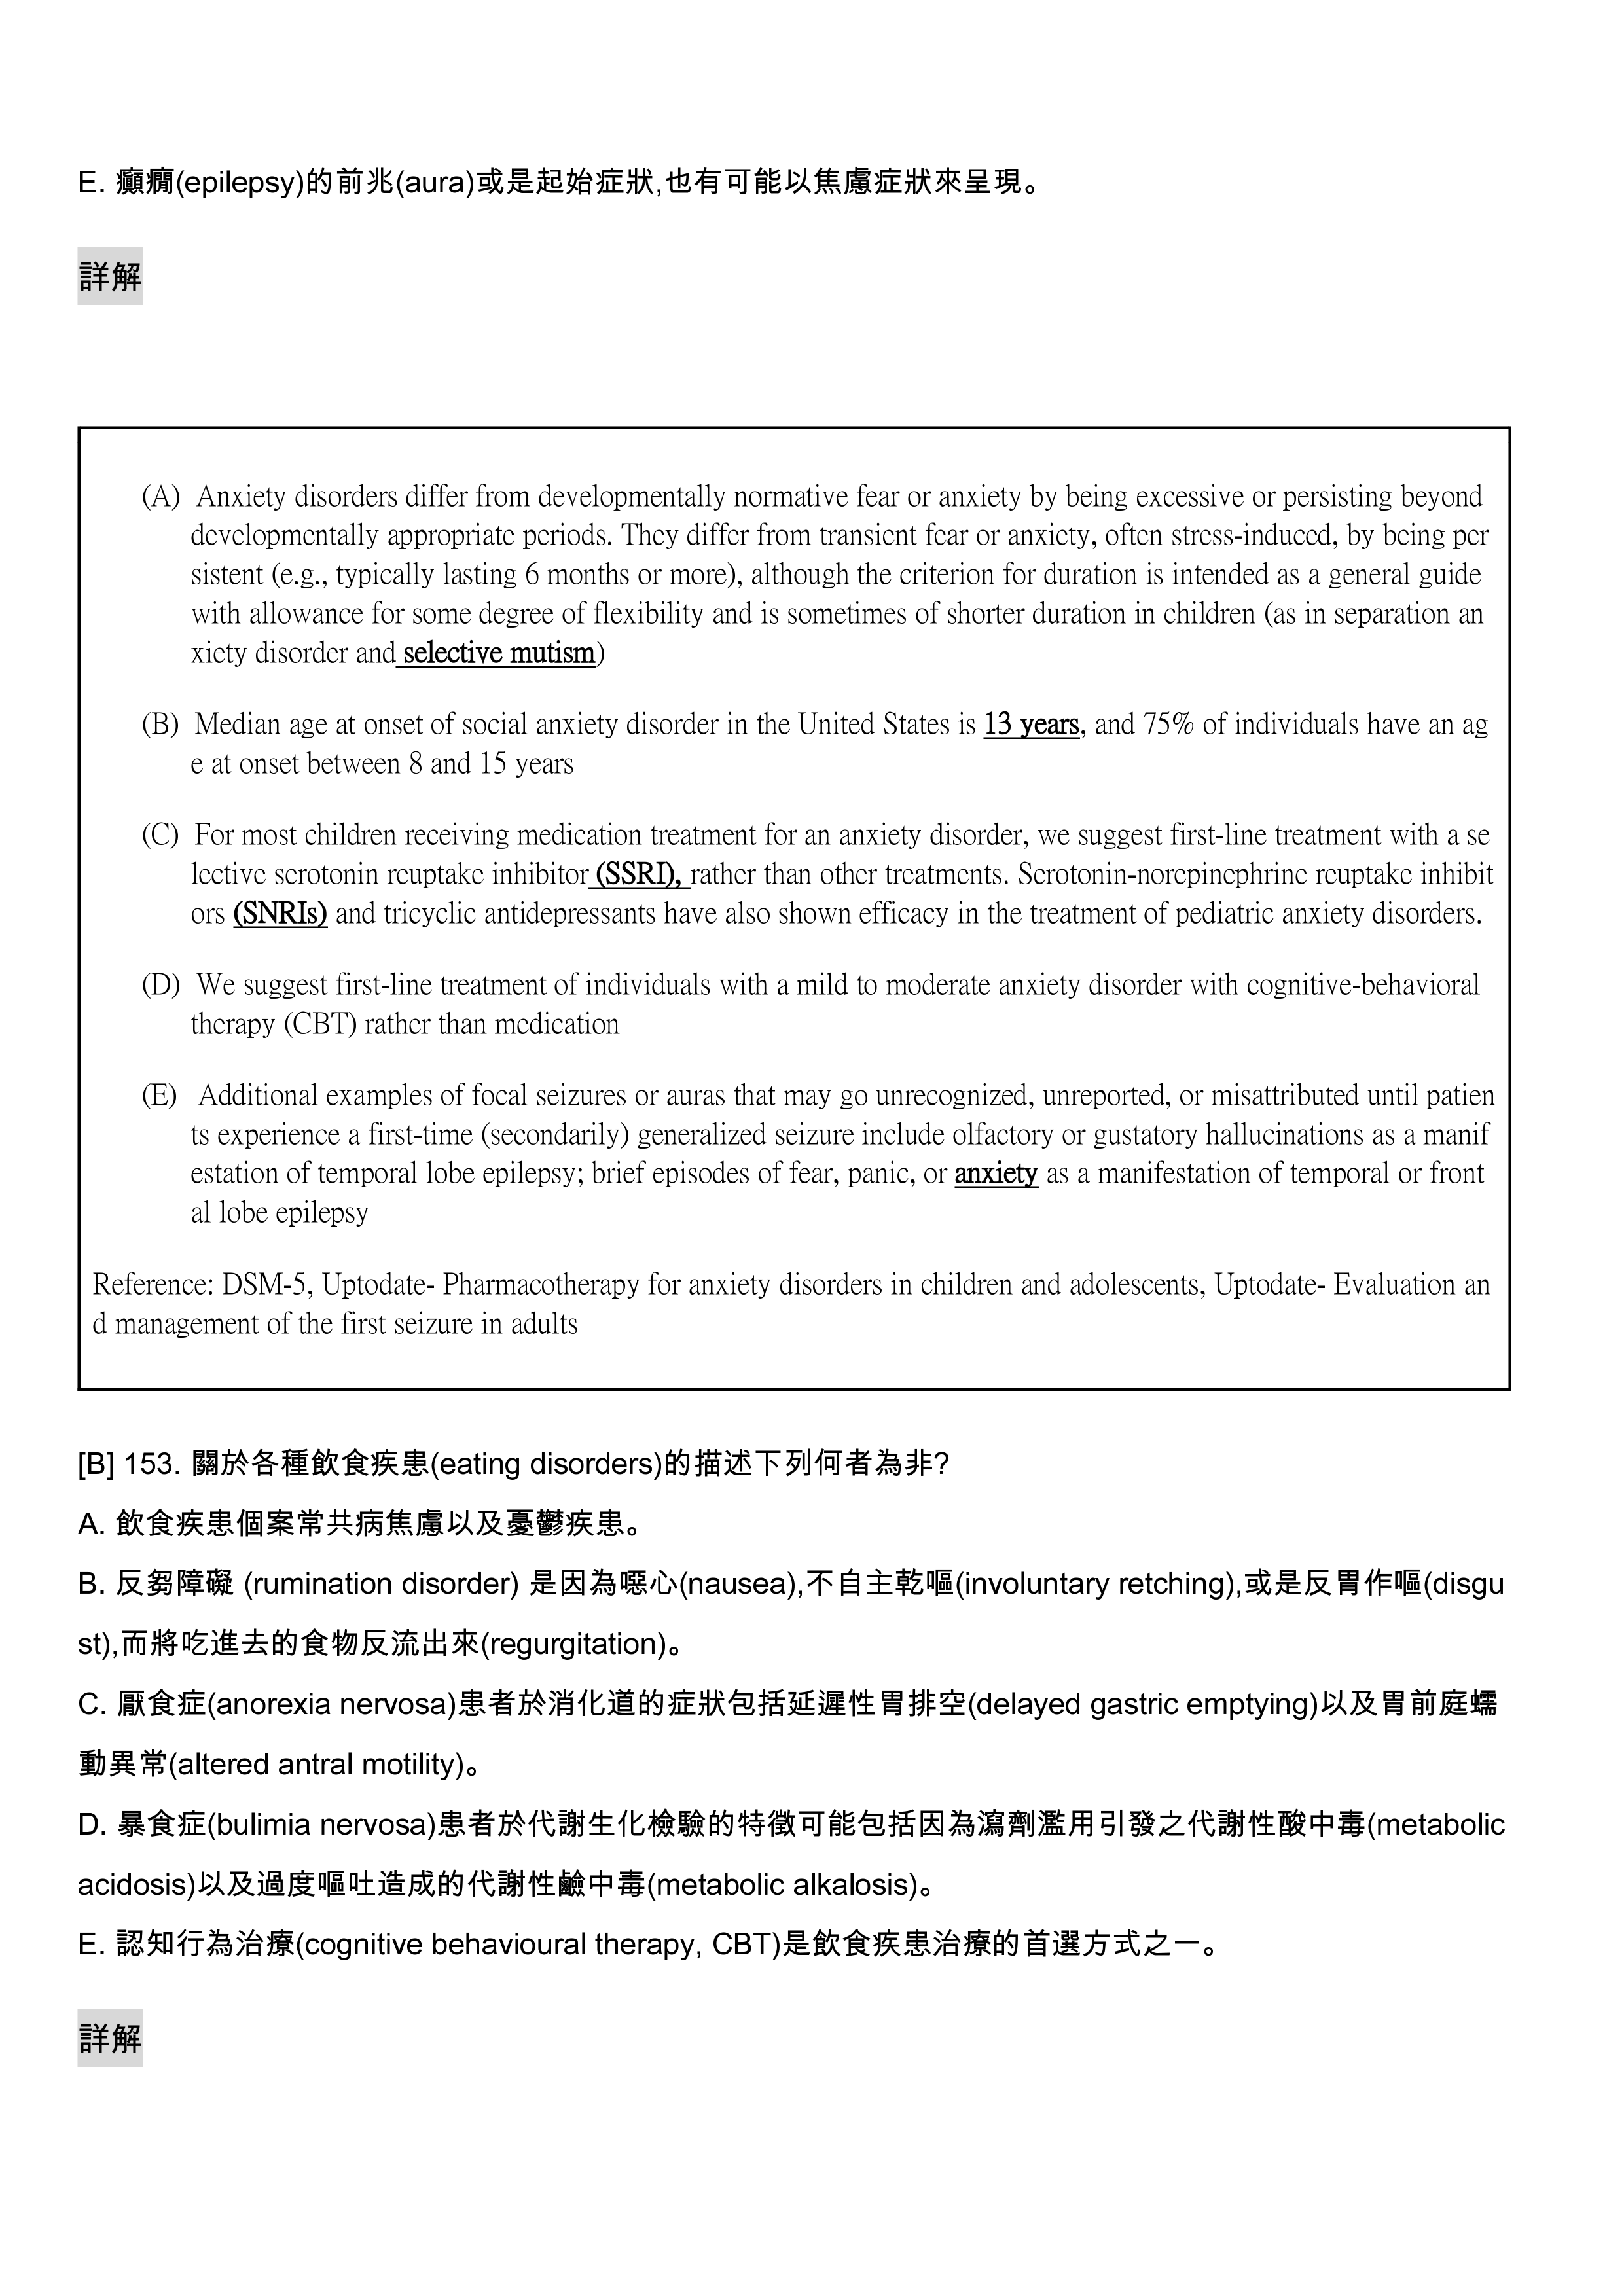 E. 癲癇(epilepsy)的前兆(aura)或是起始症狀,也有可能以焦慮症狀來呈現。
詳解
(A) Anxiety disorders differ from developmentally normative fear or anxiety by being excessive or persisting beyond
developmentally appropriate periods. They differ from transient fear or anxiety, often stress-induced, by being per
sistent (e.g., typically lasting 6 months or more), although the criterion for duration is intended as a general guide
with allowance for some degree of flexibility and is sometimes of shorter duration in children (as in separation an
xiety disorder and selective mutism)
(B) Median age at onset of social anxiety disorder in the United States is 13 years, and 75% of individuals have an ag
e at onset between 8 and 15 years
(C) For most children receiving medication treatment for an anxiety disorder, we suggest first-line treatment with a se
lective serotonin reuptake inhibitor (SSRI), rather than other treatments. Serotonin-norepinephrine reuptake inhibit
ors (SNRIs) and tricyclic antidepressants have also shown efficacy in the treatment of pediatric anxiety disorders.
(D) We suggest first-line treatment of individuals with a mild to moderate anxiety disorder with cognitive-behavioral
therapy (CBT) rather than medication
(E) Additional examples of focal seizures or auras that may go unrecognized, unreported, or misattributed until patien
ts experience a first-time (secondarily) generalized seizure include olfactory or gustatory hallucinations as a manif
estation of temporal lobe epilepsy; brief episodes of fear, panic, or anxiety as a manifestation of temporal or front
al lobe epilepsy
Reference: DSM-5, Uptodate- Pharmacotherapy for anxiety disorders in children and adolescents, Uptodate- Evaluation an
d management of the first seizure in adults
[B] 153. 關於各種飲食疾患(eating disorders)的描述下列何者為非?
A. 飲食疾患個案常共病焦慮以及憂鬱疾患。
B. 反芻障礙 (rumination disorder) 是因為噁心(nausea),不自主乾嘔(involuntary retching),或是反胃作嘔(disgu
st),而將吃進去的食物反流出來(regurgitation)。
C. 厭食症(anorexia nervosa)患者於消化道的症狀包括延遲性胃排空(delayed gastric emptying)以及胃前庭蠕
動異常(altered antral motility)。
D. 暴食症(bulimia nervosa)患者於代謝生化檢驗的特徵可能包括因為瀉劑濫用引發之代謝性酸中毒(metabolic
acidosis)以及過度嘔吐造成的代謝性鹼中毒(metabolic alkalosis)。
E. 認知行為治療(cognitive behavioural therapy, CBT)是飲食疾患治療的首選方式之一。
詳解